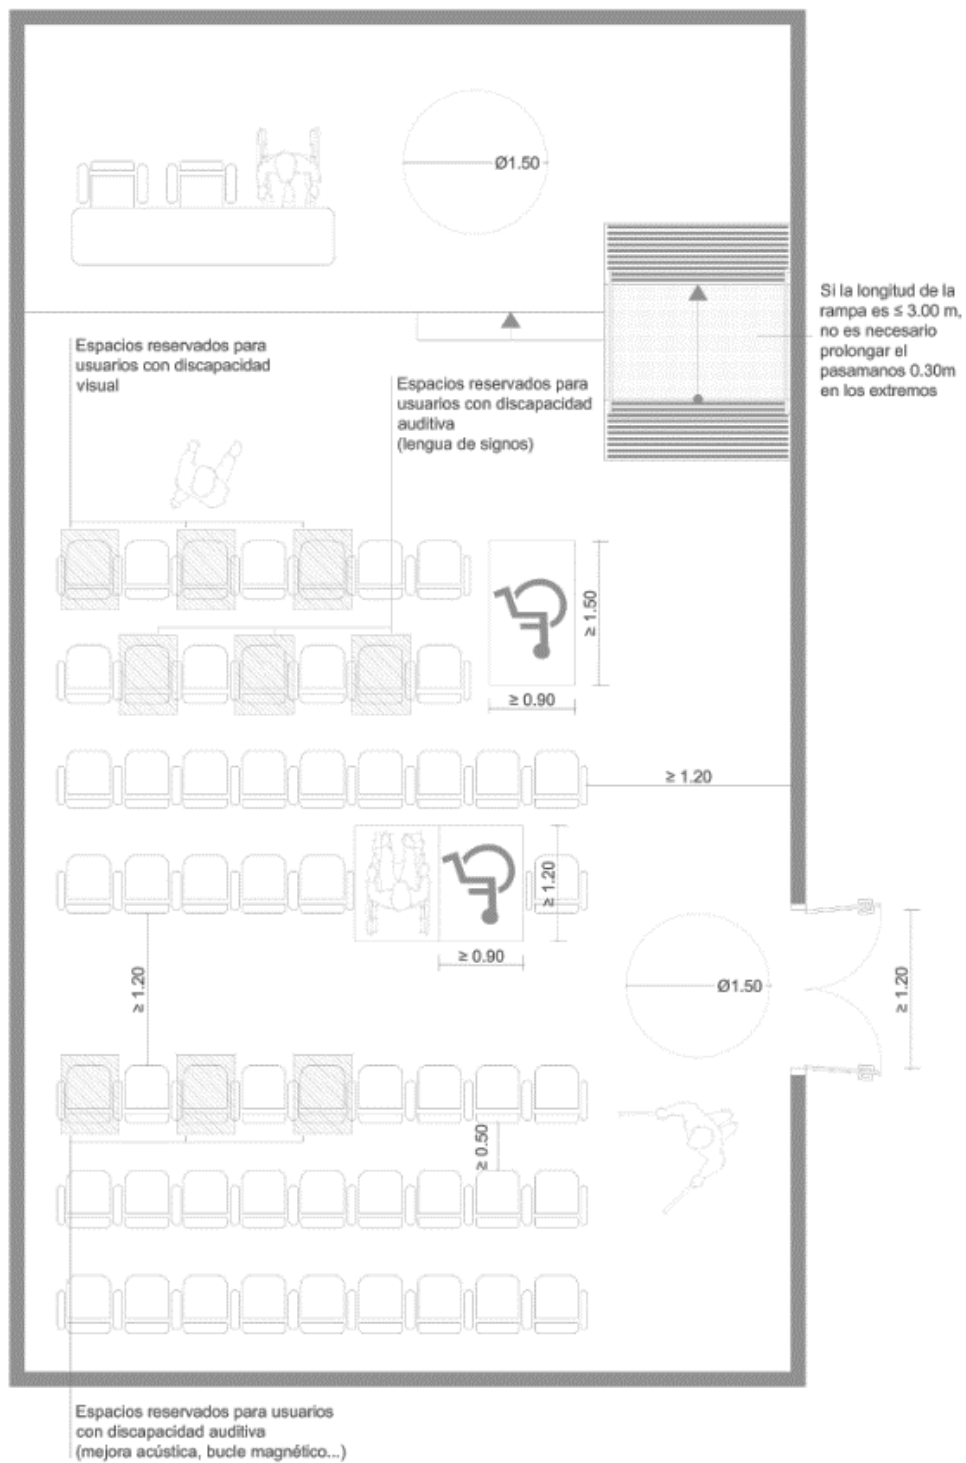 Ø1.50
Si la longitud de la
rampa es ≤ 3.00 m,
no es necesario
prolongar el
pasamanos 0.30m
en los extremos
Espacios reservados para
usuarios con discapacidad
visual
Espacios reservados para
usuarios con discapacidad
auditiva
(lengua de signos)
≥ 1.50
≥ 0.90
≥ 1.20
≥ 1.20
≥ 0.90
≥ 1.20
Ø1.50
≥ 1.20
≥ 0.50
Espacios reservados para usuarios
con discapacidad auditiva
(mejora acústica, bucle magnético...)